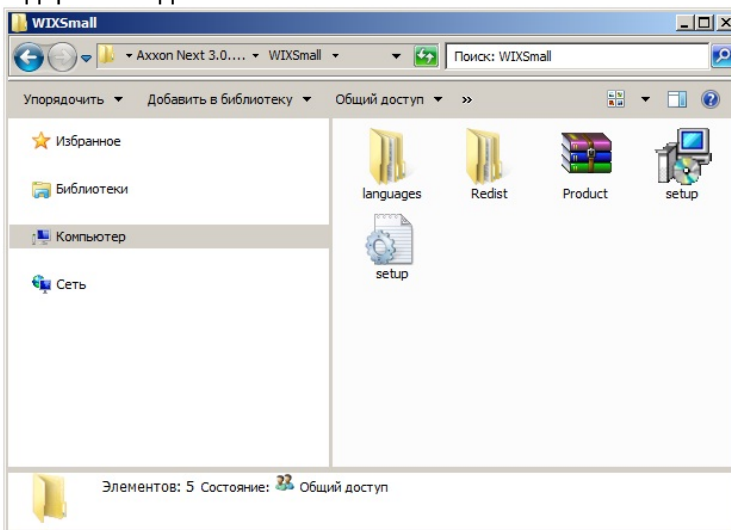 WIXSmall
Axxon Next 3.0.... WIXSmall Поиск: WIXSmall
Упорядочить Добавить в библиотеку Общий доступ »
Избранное
Библиотеки
Компьютер
Сеть
languages Redist Product setup
setup
Элементов: 5 Состояние: Общий доступ